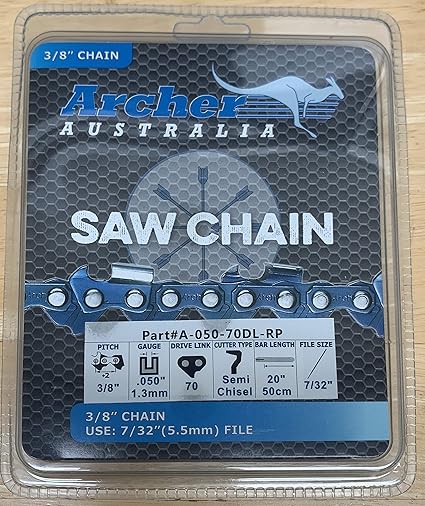 3/8” CHAIN
Archer
AUSTRALIA
SAW CHAIN
Part#A-050-70DL-RP
PITCH GAUGE DRIVE LINK CUTTER TYPE BAR LENGTH FILE SIZE
÷2
3/8" .050" 1.3mm 70 Semi Chisel 20" 50cm 7/32"
3/8” CHAIN
USE: 7/32”(5.5mm) FILE